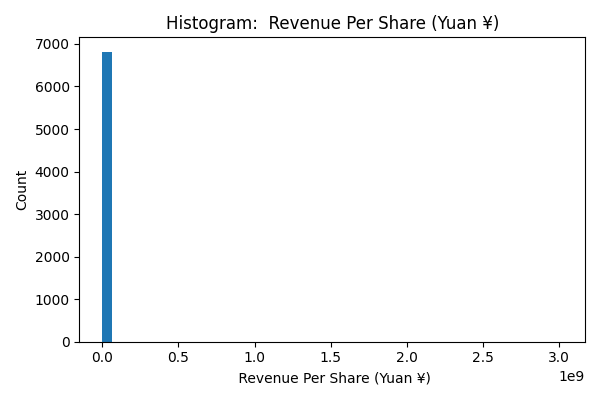 Histogram:  Revenue Per Share (Yuan ¥)
7000
6000
5000
4000
3000
2000
1000
0
Count
0.0 0.5 1.0 1.5 2.0 2.5 3.0
1e9
Revenue Per Share (Yuan ¥)